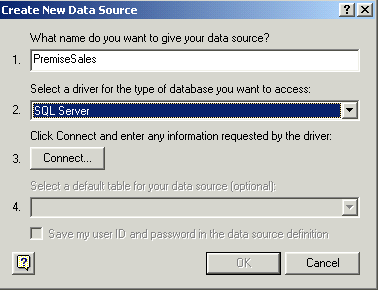 Create New Data Source
What name do you want to give your data source?
1. PremiseSales
Select a driver for the type of database you want to access:
2. SQL Server
Click Connect and enter any information requested by the driver:
3. Connect...
Select a default table for your data source (optional):
4.
Save my user ID and password in the data source definition
OK Cancel